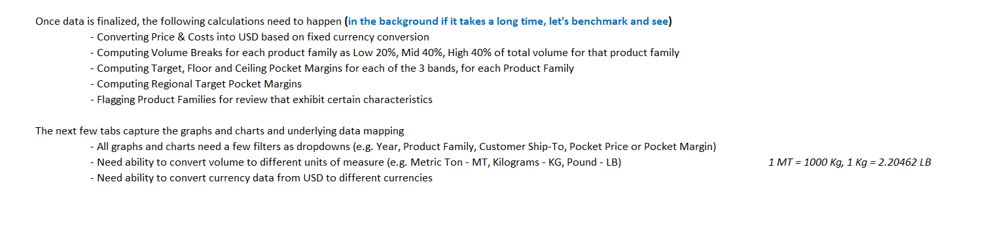 Once data is finalized, the following calculations need to happen (in the background if it takes a long time, let's benchmark and see)
- Converting Price & Costs into USD based on fixed currency conversion
- Computing Volume Breaks for each product family as Low 20%, Mid 40%, High 40% of total volume for that product family
- Computing Target, Floor and Ceiling Pocket Margins for each of the 3 bands, for each Product Family
- Computing Regional Target Pocket Margins
- Flagging Product Families for review that exhibit certain characteristics
The next few tabs capture the graphs and charts and underlying data mapping
- All graphs and charts need a few filters as dropdowns (e.g. Year, Product Family, Customer Ship-To, Pocket Price or Pocket Margin)
- Need ability to convert volume to different units of measure (e.g. Metric Ton - MT, Kilograms - KG, Pound - LB) 1 MT = 1000 Kg, 1 Kg = 2.20462 LB
- Need ability to convert currency data from USD to different currencies